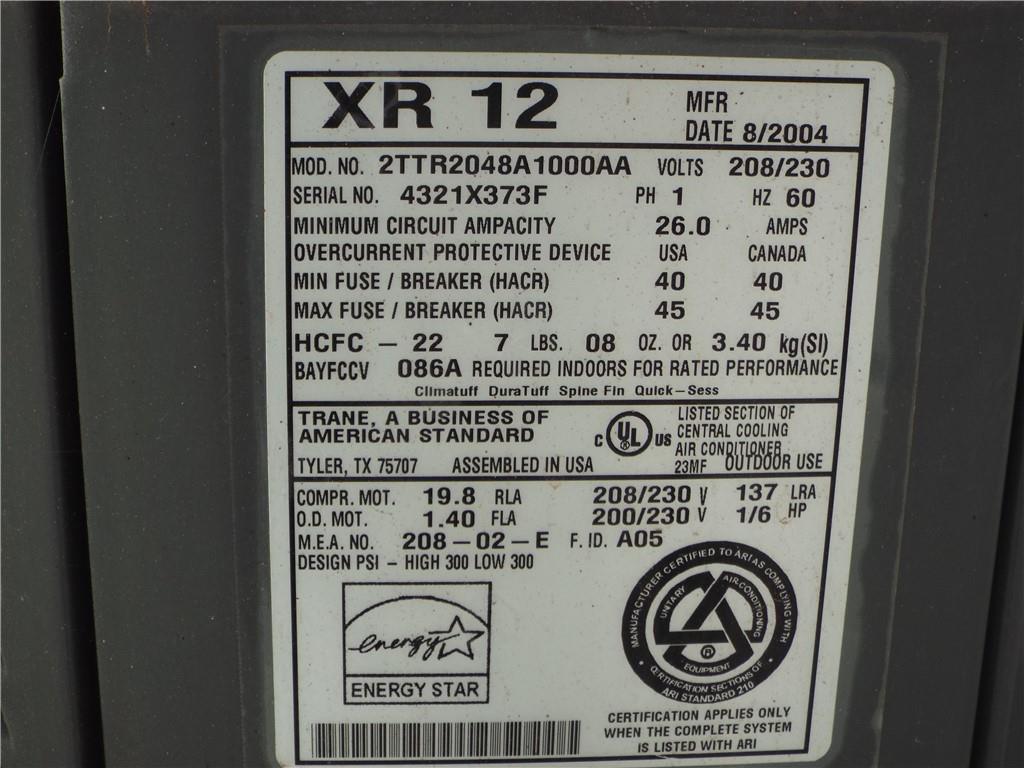 XR 12
MFR
DATE 8/2004
MOD. NO. 2TTR2048A1000AA VOLTS 208/230
SERIAL NO. 4321X373F PH 1 HZ 60
MINIMUM CIRCUIT AMPACITY 26.0 AMPS
OVERCURRENT PROTECTIVE DEVICE USA CANADA
MIN FUSE / BREAKER (HACR) 40 40
MAX FUSE / BREAKER (HACR) 45 45
HCFC - 22 7 LBS. 08 OZ. OR 3.40 kg(SI)
BAYFCCV 086A REQUIRED INDOORS FOR RATED PERFORMANCE
Climatuff DuraTuff Spine Fin Quick-Sess
TRANE, A BUSINESS OF
AMERICAN STANDARD
TYLER, TX 75707 ASSEMBLED IN USA
C UL US
LISTED SECTION OF
CENTRAL COOLING
AIR CONDITIONER
23MF OUTDOOR USE
COMPR. MOT. 19.8 RLA 208/230 V 137 LRA
O.D. MOT. 1.40 FLA 200/230 V 1/6 HP
M.E.A. NO. 208-02-E F. ID. A05
DESIGN PSI - HIGH 300 LOW 300
energy
ENERGY STAR
MANUFACTURER CERTIFIED TO ARI AS COMPLYING WITH
UNITARY AIR-CONDITIONING
EQUIPMENT
®
CERTIFICATION SECTIONS OF
ARI STANDARD 210
CERTIFICATION APPLIES ONLY
WHEN THE COMPLETE SYSTEM
IS LISTED WITH ARI